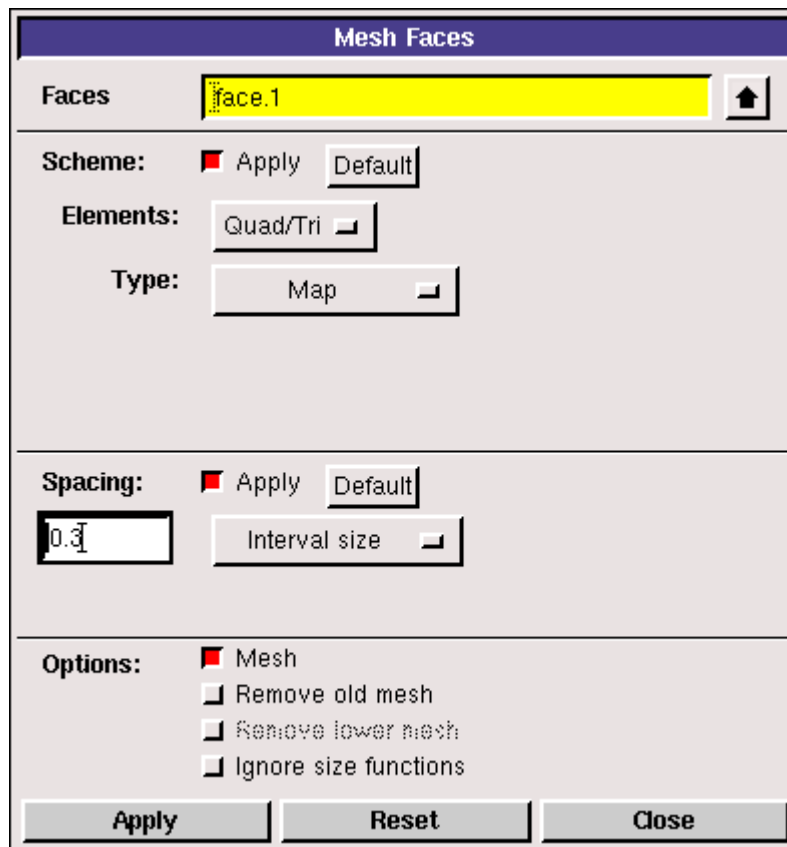 Mesh Faces
Faces face.1
Scheme: Apply Default
Elements: Quad/Tri
Type: Map
Spacing: Apply Default
0.3 Interval size
Options: Mesh
Remove old mesh
Remove lower mesh
Ignore size functions
Apply Reset Close